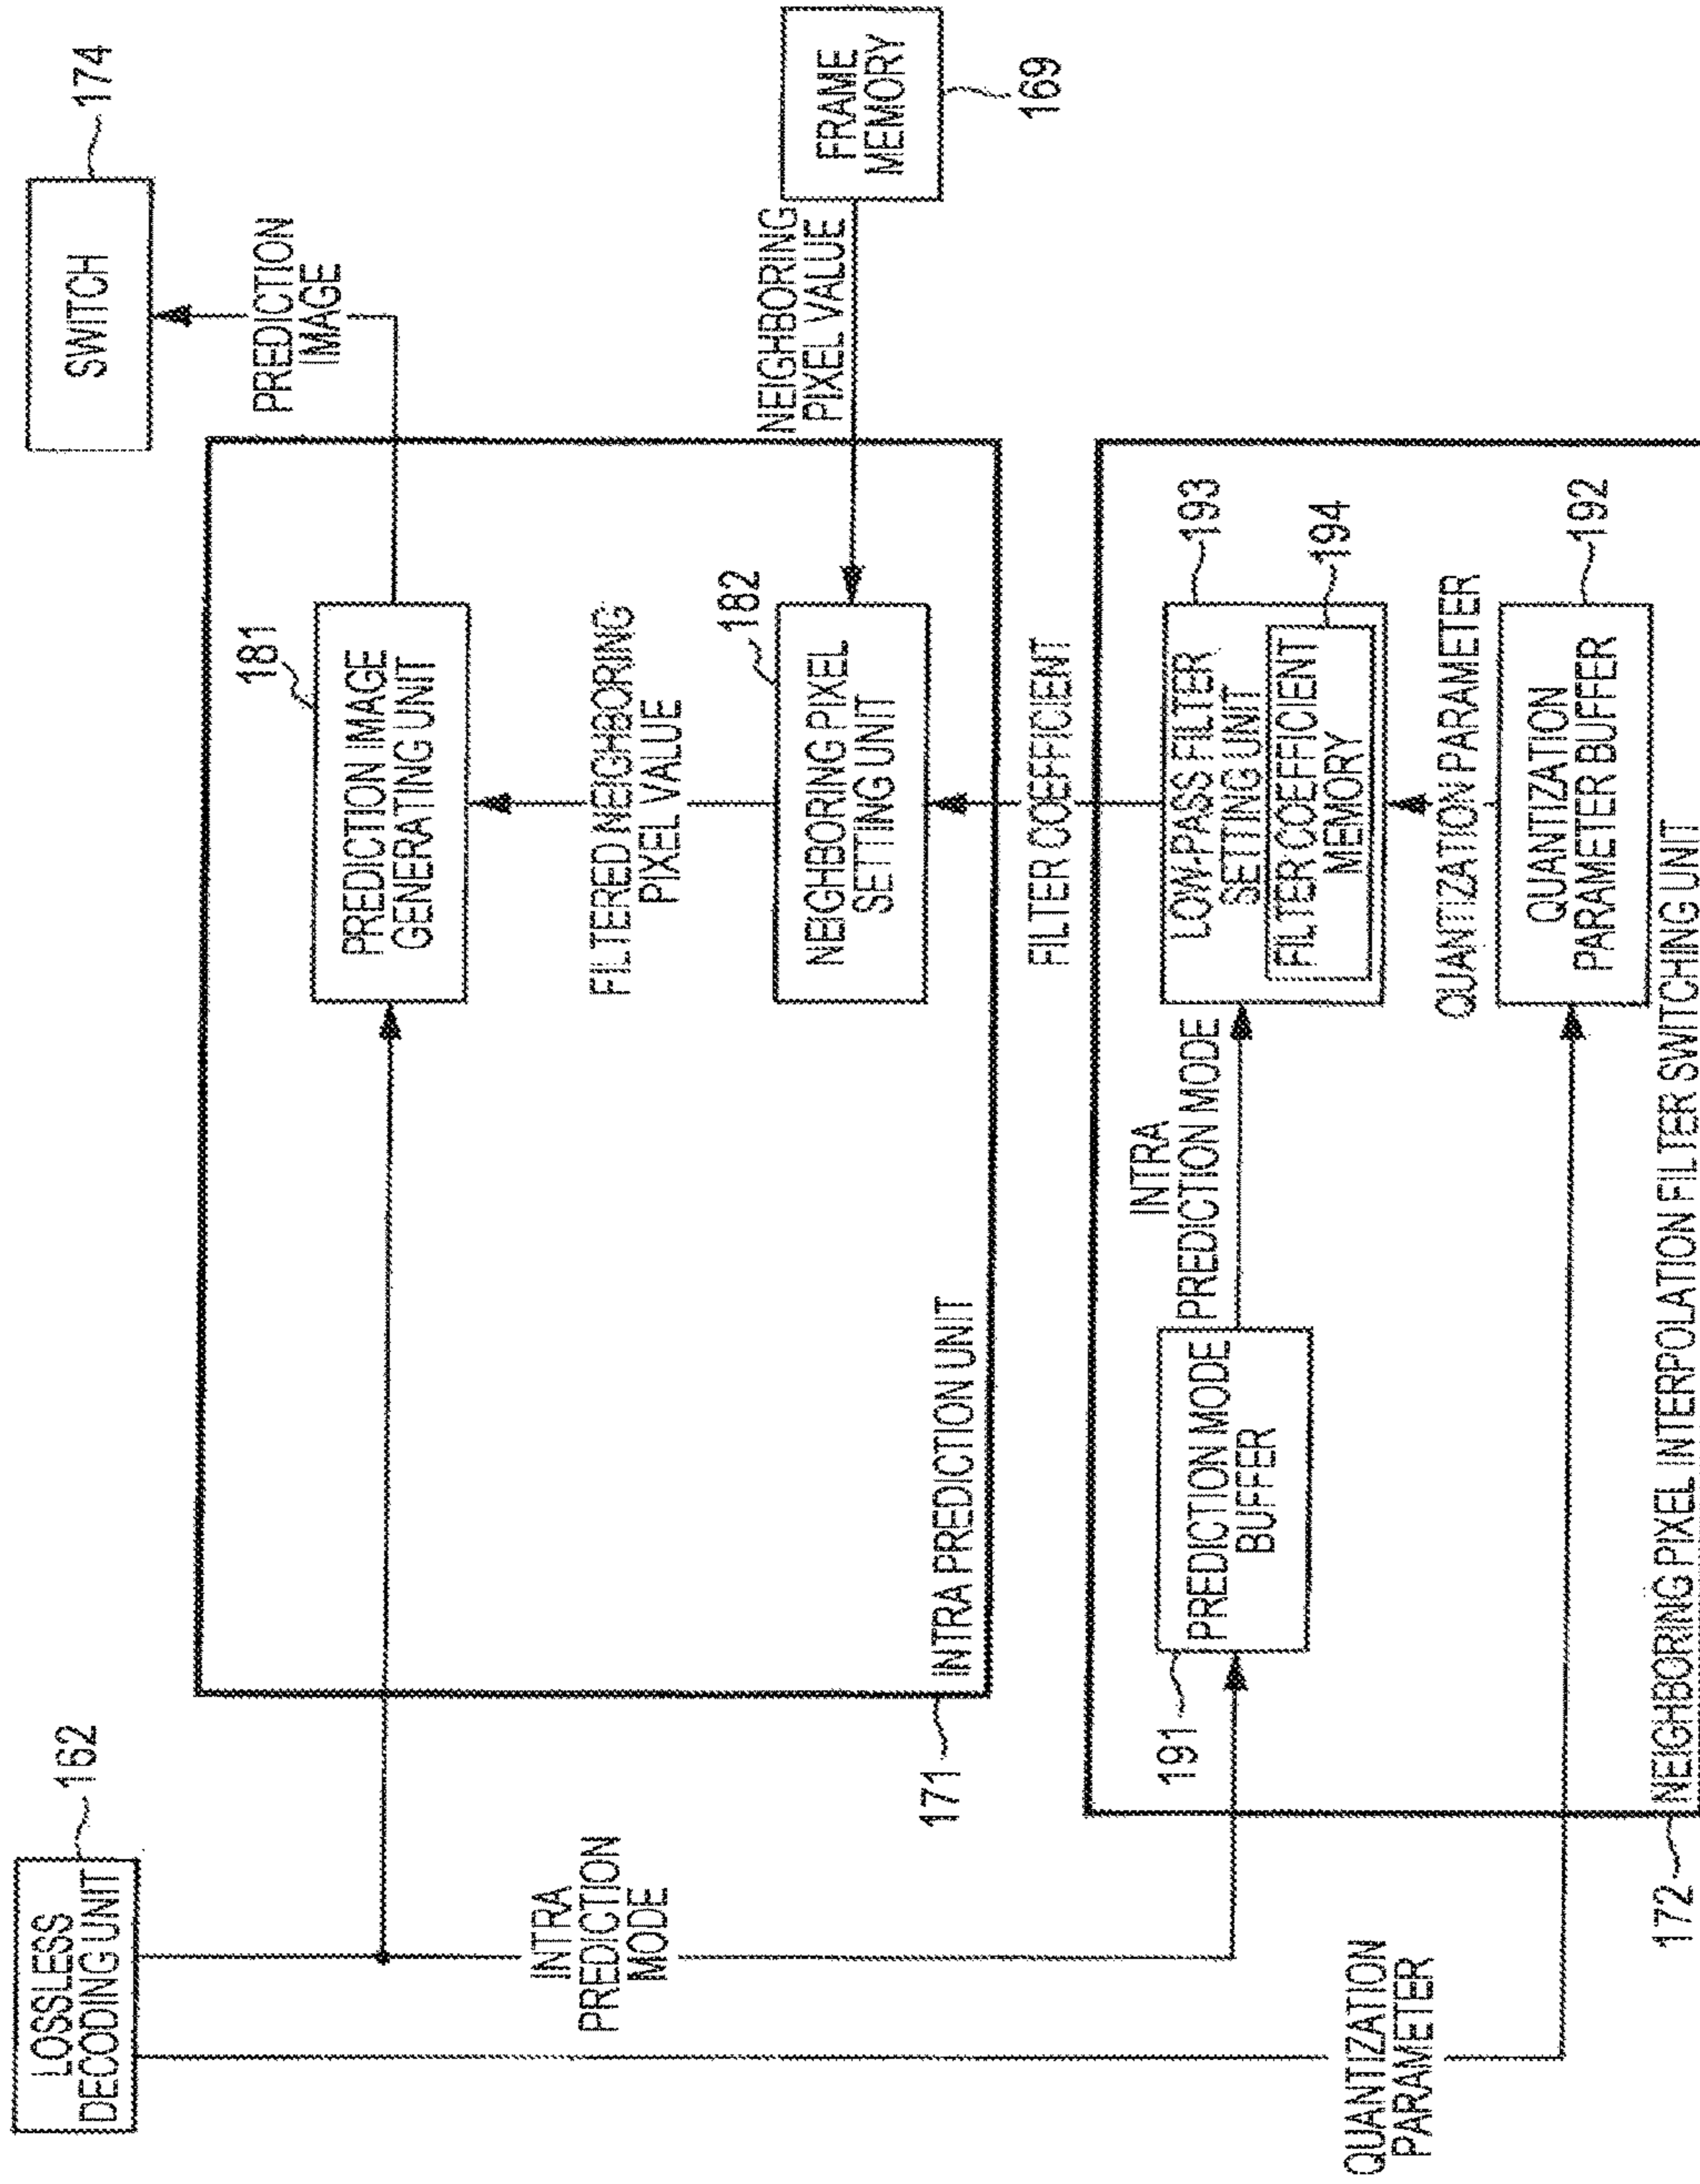 LOSSLESS
DECODING UNIT
162
SWITCH
174
PREDICTION
IMAGE
181
PREDICTION IMAGE
GENERATING UNIT
INTRA
PREDICTION
MODE
FILTERED NEIGHBORING
PIXEL VALUE
182
NEIGHBORING PIXEL
SETTING UNIT
NEIGHBORING
PIXEL VALUE
FRAME
MEMORY
169
INTRA PREDICTION UNIT
171
FILTER COEFFICIENT
191
PREDICTION MODE
BUFFER
INTRA
PREDICTION MODE
LOW-PASS FILTER
SETTING UNIT
193
FILTER COEFFICIENT
MEMORY
194
QUANTIZATION PARAMETER
QUANTIZATION
PARAMETER
QUANTIZATION
PARAMETER BUFFER
192
172
NEIGHBORING PIXEL INTERPOLATION FILTER SWITCHING UNIT